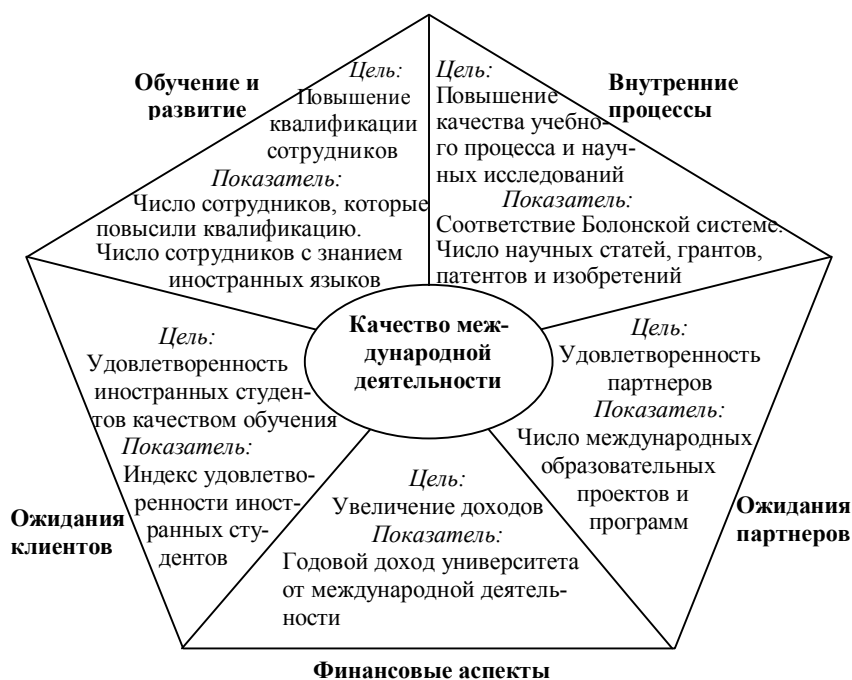 Обучение и
развитие
Цель:
Повышение
квалификации
сотрудников
Показатель:
Число сотрудников, которые
повысили квалификацию.
Число сотрудников с знанием
иностранных языков
Цель:
Повышение
качества учебно-
го процесса и науч-
ных исследований
Показатель:
Соответствие Болонской системе.
Число научных статей, грантов,
патентов и изобретений
Внутренние
процессы
Качество меж-
дународной
деятельности
Цель:
Удовлетворенность
иностранных студен-
тов качеством обучения
Показатель:
Индекс удовлетво-
ренности иност-
ранных сту-
дентов
Ожидания
клиентов
Цель:
Увеличение доходов
Показатель:
Годовой доход университета
от международной деятель-
ности
Финансовые аспекты
Цель:
Удовлетворенность
партнеров
Показатель:
Число международных
образовательных
проектов и
программ
Ожидания
партнеров